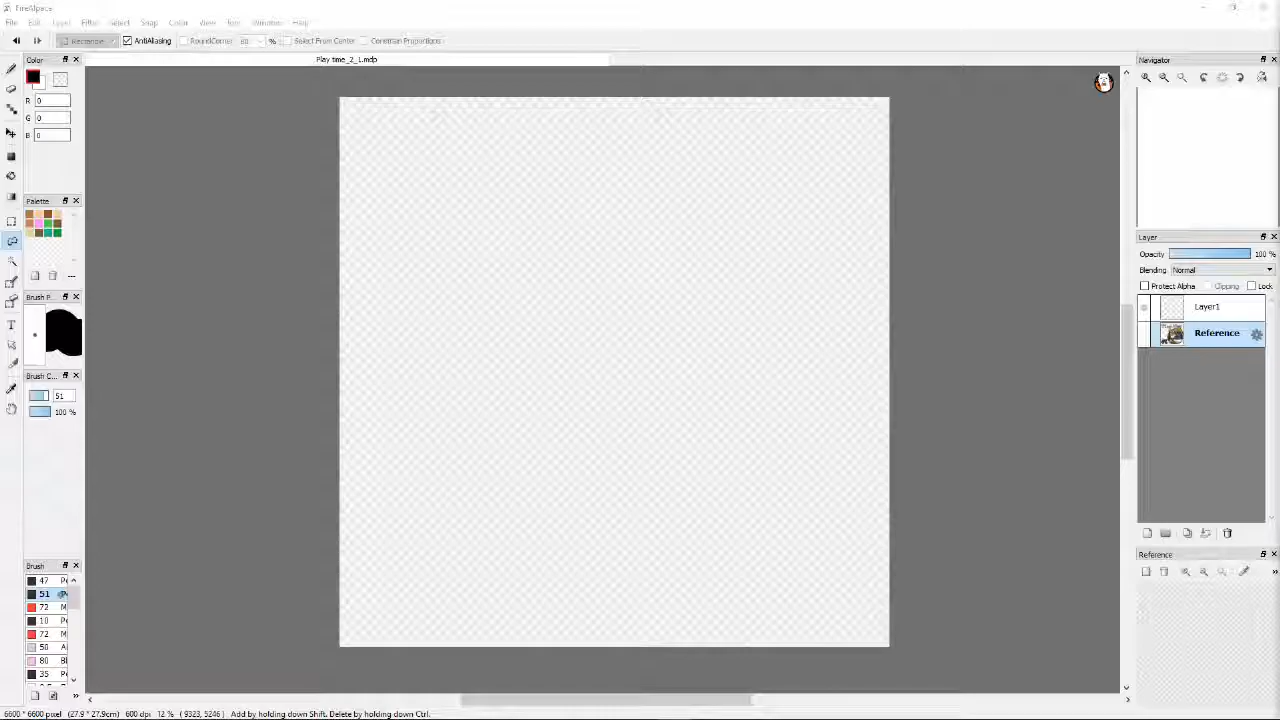 FireAlpaca
File Edit Layer Filter Select Snap Color View Tool Window Help
Rectangle AntiAliasing RoundCorner 80 % Select From Center Constrain Proportions
Color
Play time_2_1.mdp
Navigator
R 0
G 0
B 0
Palette
Layer
Opacity 100 %
Blending Normal
Protect Alpha Clipping Lock
Brush P
Layer1
Reference
Brush C
51
100 %
Reference
Brush
47
51
72 M
10
72 M
50
80
35
6600 * 6600 pixel (27.9 * 27.9cm) 600 dpi 12 % ( 9323, 5246 ) Add by holding down Shift. Delete by holding down Ctrl.